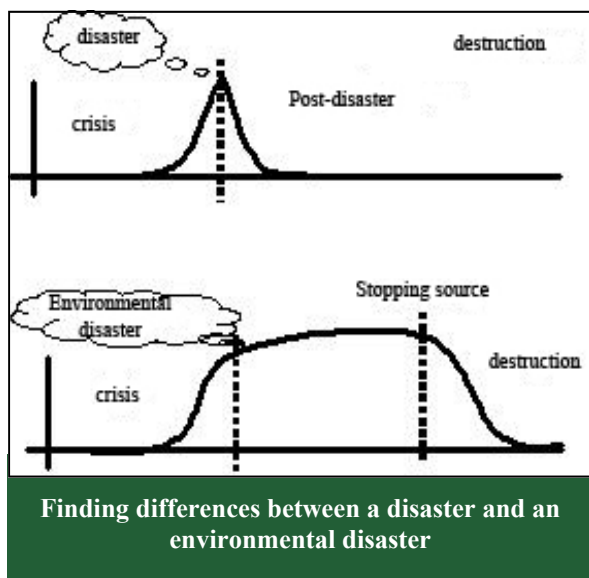 disaster
destruction
Post-disaster
crisis
Environmental
disaster
Stopping source
destruction
crisis
Finding differences between a disaster and an
environmental disaster